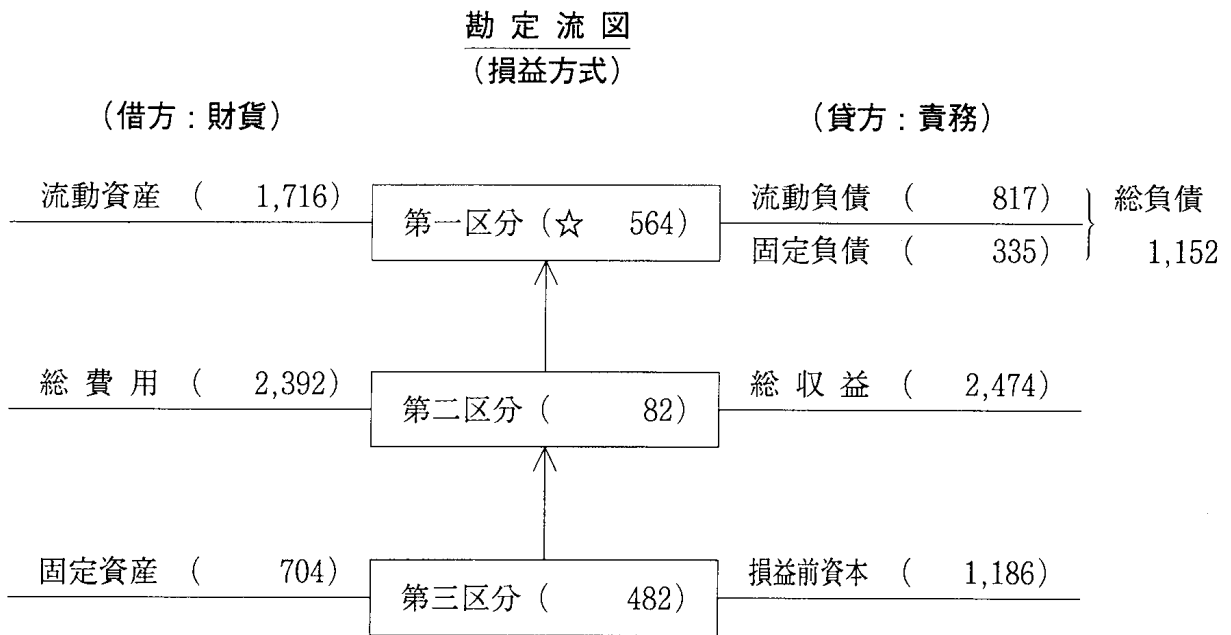 勘定流図
(損益方式)
(借方:財貨) (貸方:責務)
流動資産 ( 1,716) 第一区分 (☆ 564) 流動負債 ( 817) 総負債
固定負債 ( 335) 1,152
総費用 ( 2,392) 第二区分 ( 82) 総収益 ( 2,474)
固定資産 ( 704) 第三区分 ( 482) 損益前資本 ( 1,186)